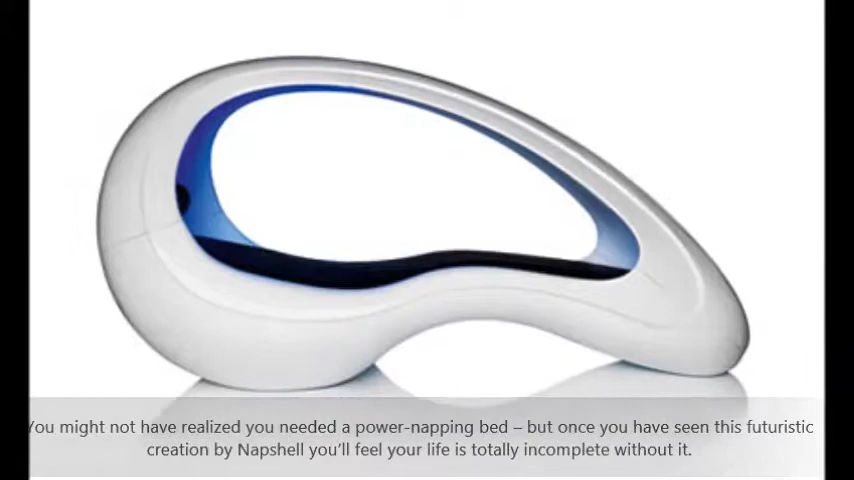 You might not have realized you needed a power-napping bed – but once you have seen this futuristic
creation by Napshell you'll feel your life is totally incomplete without it.